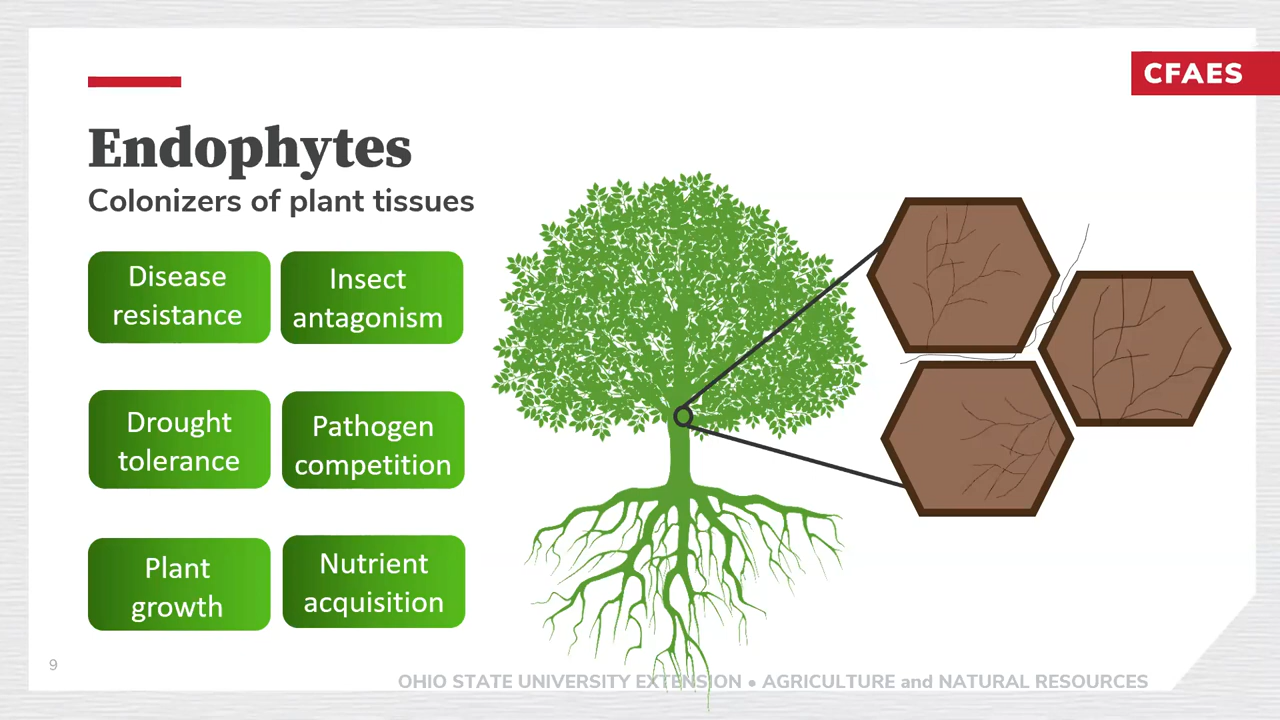 CFAES
Endophytes
Colonizers of plant tissues
Disease
resistance
Insect
antagonism
Drought
tolerance
Pathogen
competition
Plant
growth
Nutrient
acquisition
9
OHIO STATE UNIVERSITY EXTENSION • AGRICULTURE and NATURAL RESOURCES